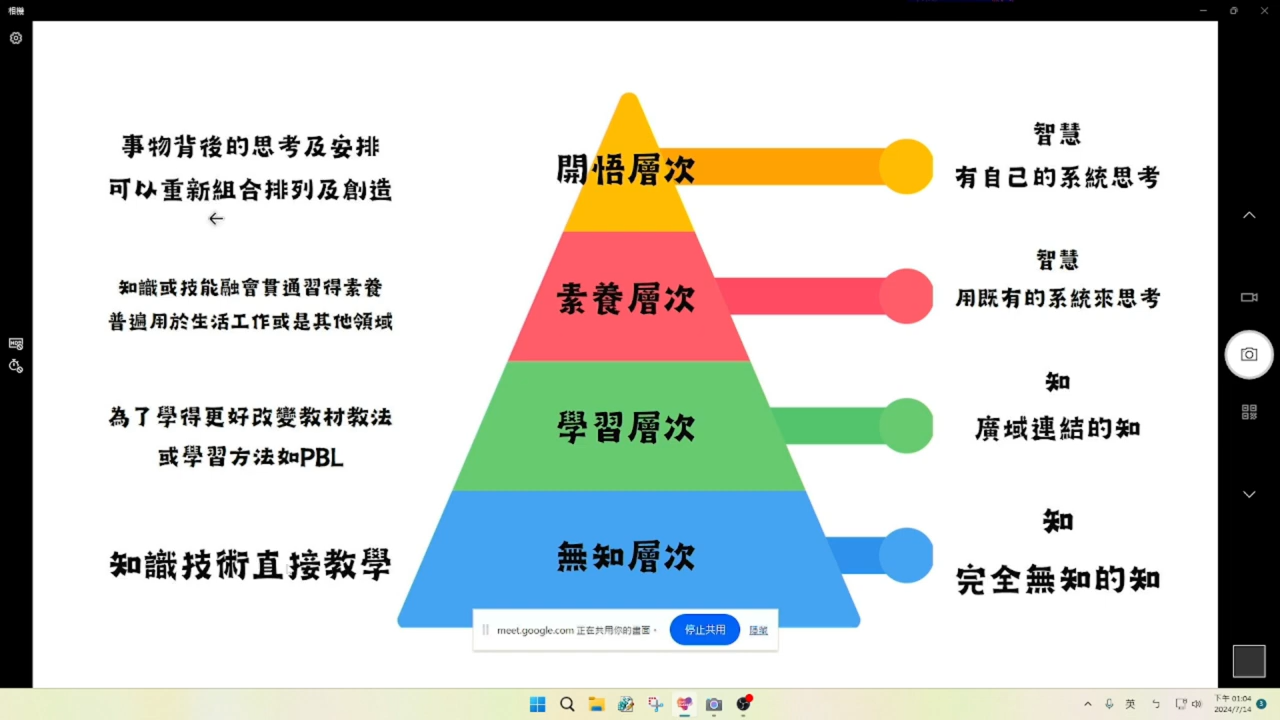 相機
事物背後的思考及安排
可以重新組合排列及創造
開悟層次
智慧
有自己的系統思考
知識或技能融會貫通習得素養
普遍用於生活工作或是其他領域
素養層次
智慧
用既有的系統來思考
為了學得更好改變教材教法
或學習方法如PBL
學習層次
知
廣域連結的知
知識技術直接教學
無知層次
知
完全無知的知
meet.google.com 正在共用你的畫面。
停止共用
隱藏
英
下午 01:04
2024/7/14